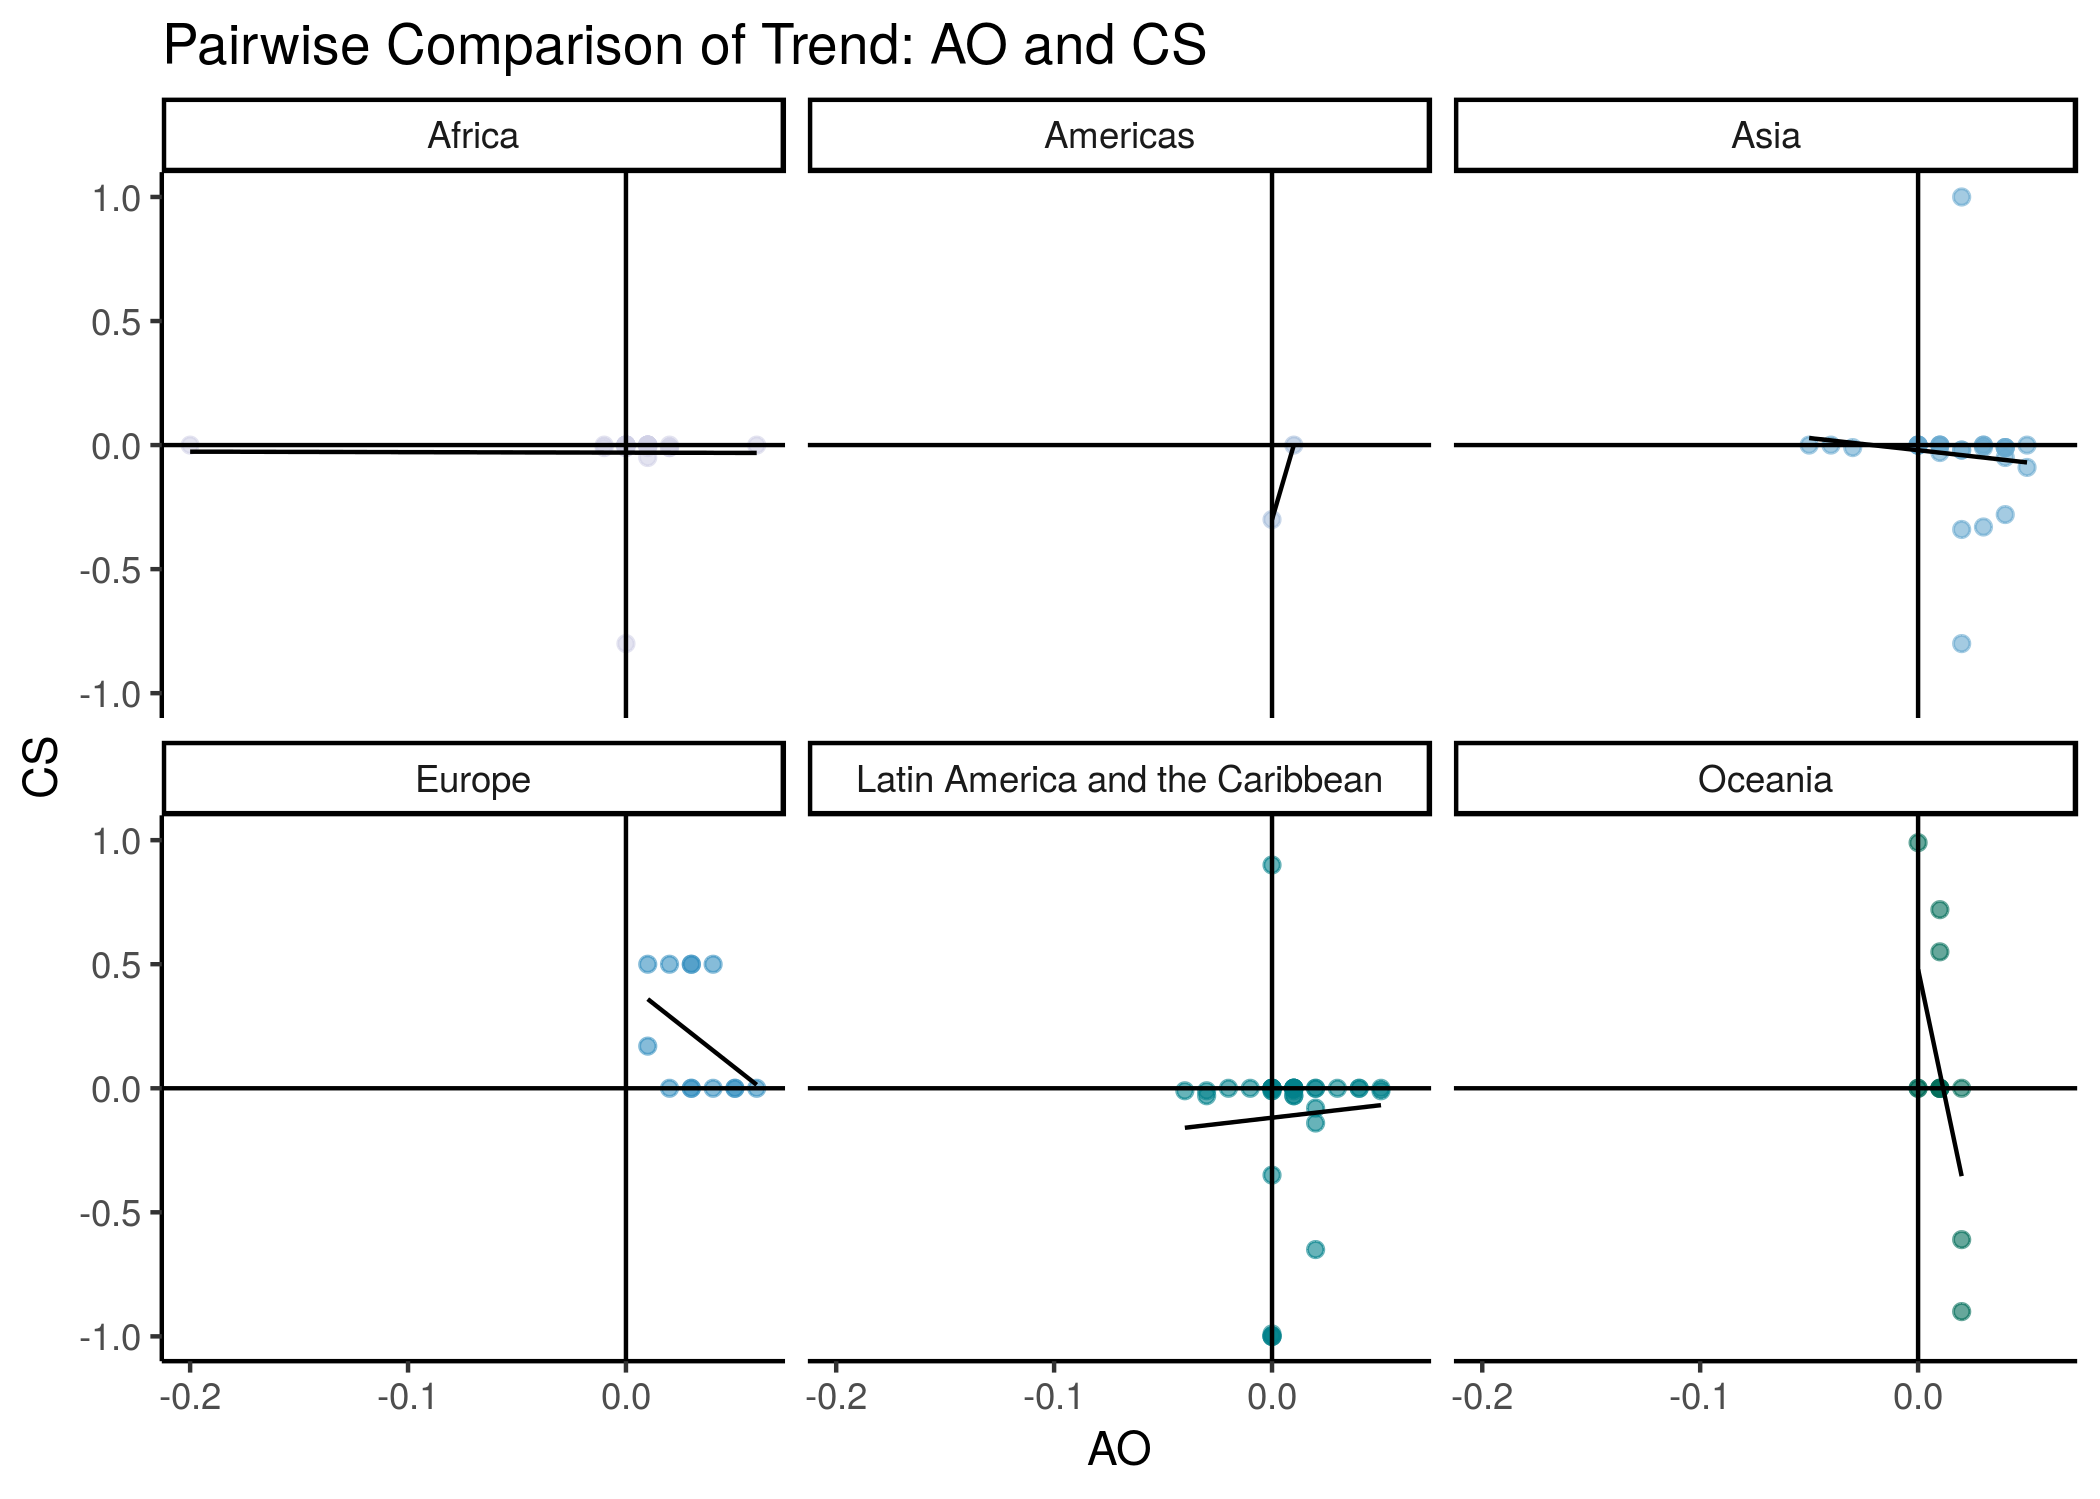 Pairwise Comparison of Trend: AO and CS
Africa
Americas
Asia
1.0
0.5
0.0
-0.5
-1.0
CS
Europe
Latin America and the Caribbean
Oceania
1.0
0.5
0.0
-0.5
-1.0
-0.2 -0.1 0.0 -0.2 -0.1 0.0 -0.2 -0.1 0.0
AO